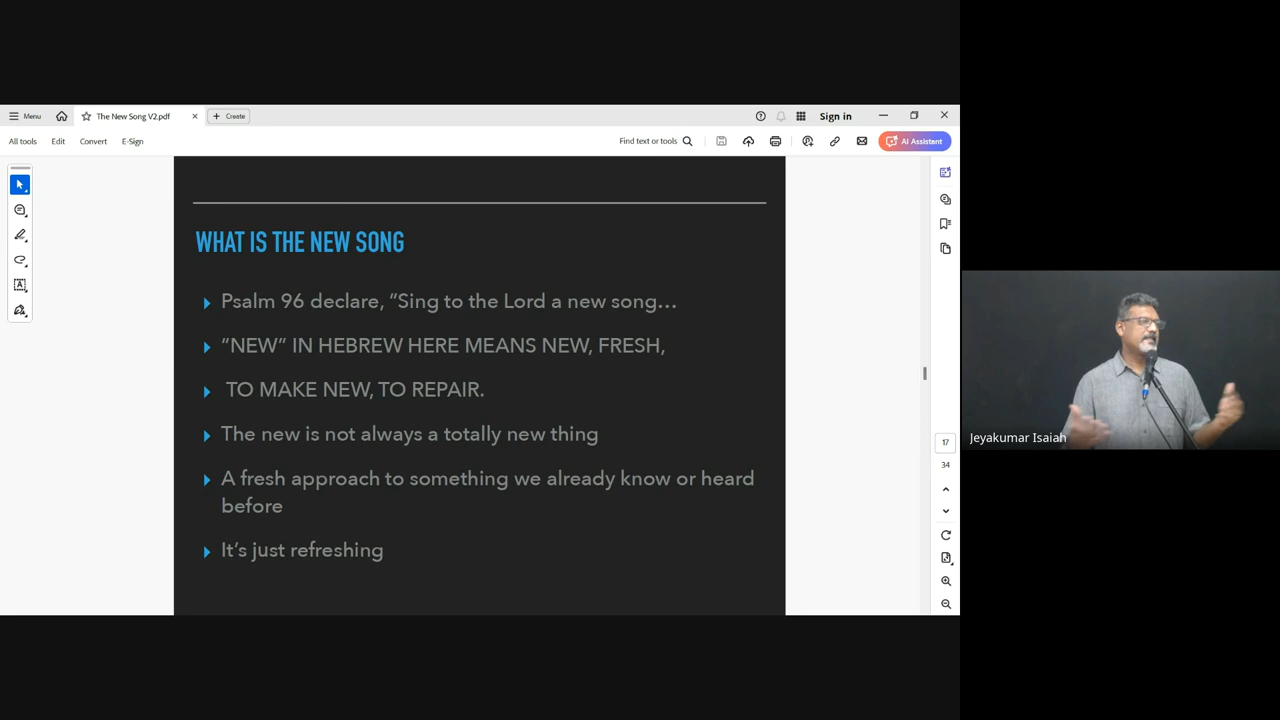 Menu
The New Song V2.pdf
Create
Sign in
All tools
Edit
Convert
E-Sign
Find text or tools
AI Assistant
WHAT IS THE NEW SONG
Psalm 96 declare, “Sing to the Lord a new song…
“NEW” IN HEBREW HERE MEANS NEW, FRESH,
TO MAKE NEW, TO REPAIR.
The new is not always a totally new thing
A fresh approach to something we already know or heard
before
It’s just refreshing
17
34
Jeyakumar Isaiah